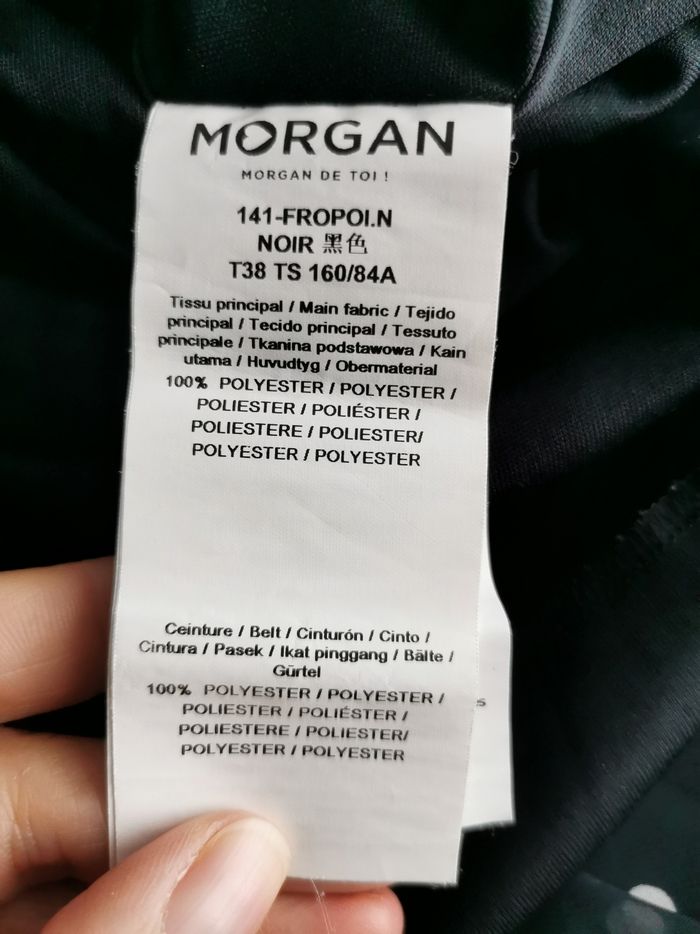 MORGAN
MORGAN DE TOI !
141-FROPOI.N
NOIR 黑色
T38 TS 160/84A
Tissu principal / Main fabric / Tejido
principal / Tecido principal / Tessuto
principale / Tkanina podstawowa / Kain
utama / Huvudtyg / Obermaterial
100% POLYESTER / POLYESTER /
POLIESTER / POLIÉSTER /
POLIESTERE / POLIESTER/
POLYESTER / POLYESTER
Ceinture / Belt / Cinturón / Cinto /
Cintura / Pasek / Ikat pinggang / Bälte /
Gürtel
100% POLYESTER / POLYESTER /
POLIESTER / POLIÉSTER /
POLIESTERE / POLIESTER/
POLYESTER / POLYESTER